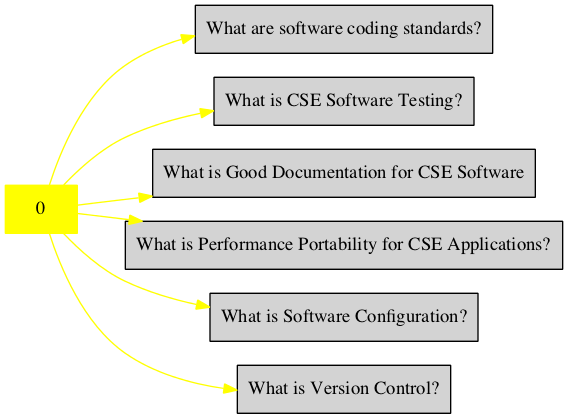 What are software coding standards?
What is CSE Software Testing?
What is Good Documentation for CSE Software
0
What is Performance Portability for CSE Applications?
What is Software Configuration?
What is Version Control?